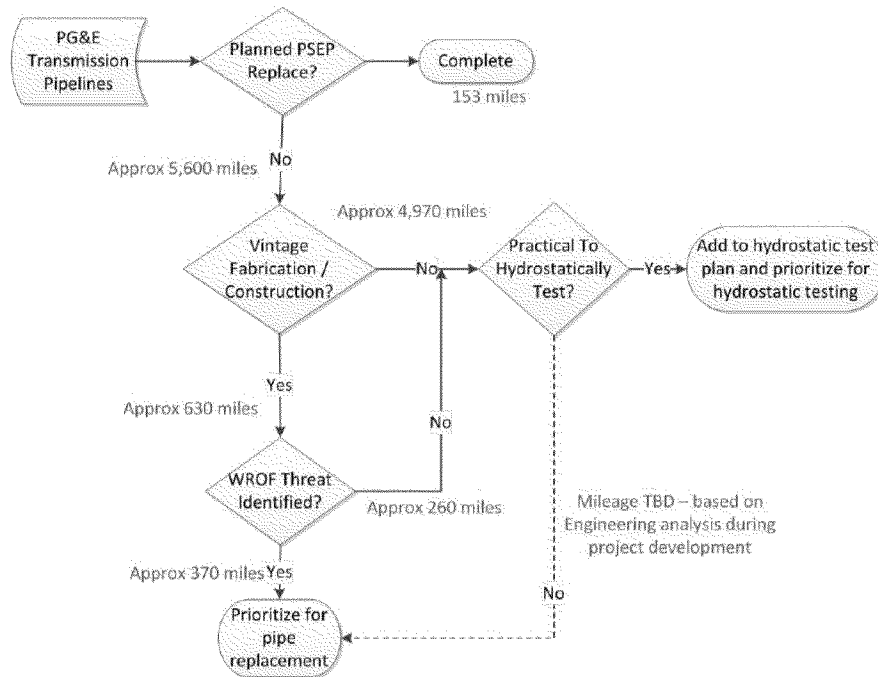 PG&E
Transmission
Pipelines
Planned PSEP
Replace?
Complete
153 miles
No
Approx 5,600 miles
Approx 4,970 miles
Vintage
Fabrication /
Construction?
No
Practical To
Hydrostatically
Test?
Yes
Add to hydrostatic test
plan and prioritize for
hydrostatic testing
Yes
Approx 630 miles
No
WROF Threat
Identified?
Approx 260 miles
Mileage TBD – based on
Engineering analysis during
project development
Approx 370 miles
Yes
No
Prioritize for
pipe
replacement